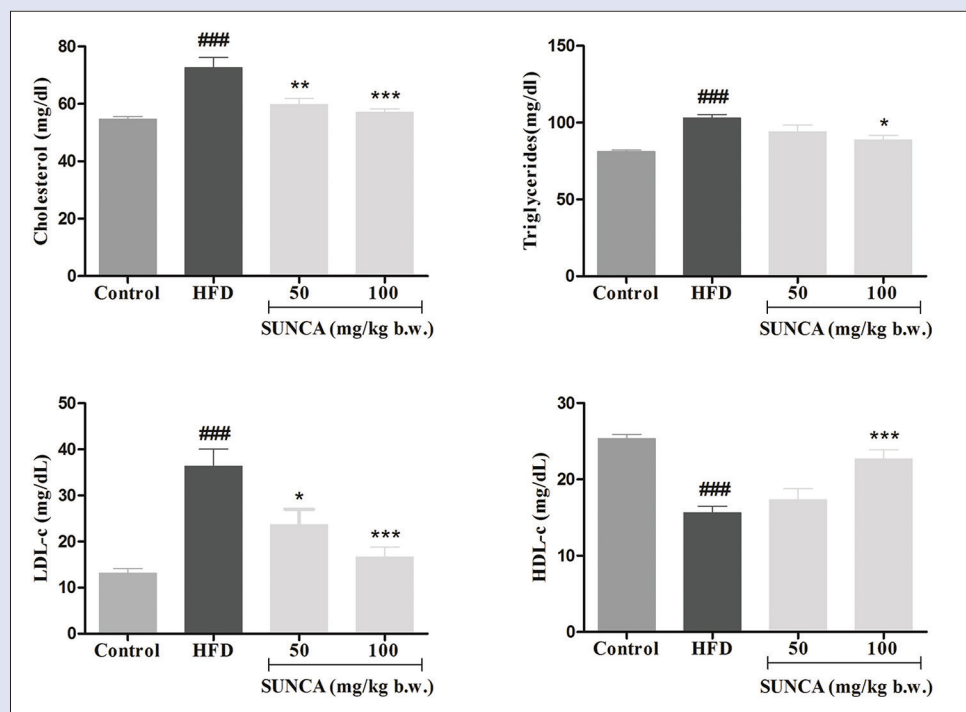 ###
80
**
***
60
40
20
0
Cholesterol (mg/dl)
Control HFD 50 100
SUNCA (mg/kg b.w.)
150
###
*
100
50
0
Triglycerides(mg/dl)
Control HFD 50 100
SUNCA (mg/kg b.w.)
50
###
40
30
*
***
20
10
0
LDL-c (mg/dL)
Control HFD 50 100
SUNCA (mg/kg b.w.)
30
***
###
20
10
0
HDL-c (mg/dL)
Control HFD 50 100
SUNCA (mg/kg b.w.)